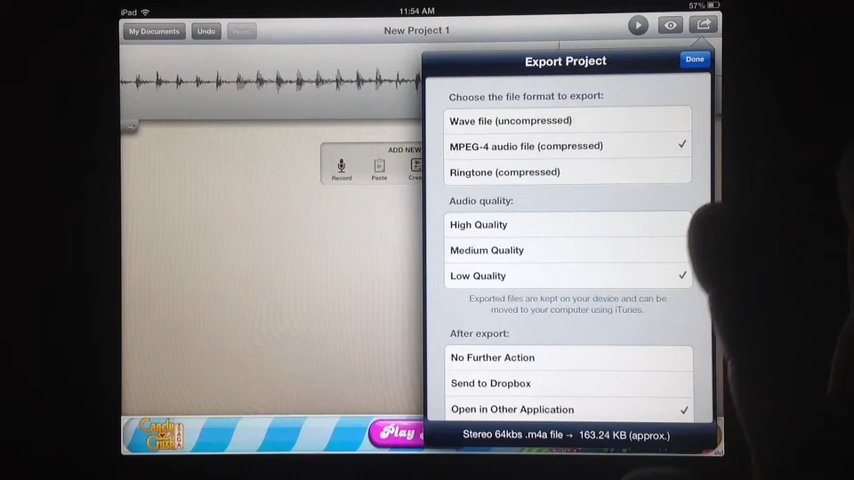 iPad 11:54 AM 57%
My Documents Undo New Project 1
Export Project Done
Choose the file format to export:
Wave file (uncompressed)
MPEG-4 audio file (compressed)
Ringtone (compressed)
ADD NEW
Record Paste
Audio quality:
High Quality
Medium Quality
Low Quality
Exported files are kept on your device and can be
moved to your computer using iTunes.
After export:
No Further Action
Send to Dropbox
Open in Other Application
Candy Crush SAGA Play
Stereo 64kbs .m4a file → 163.24 KB (approx.)